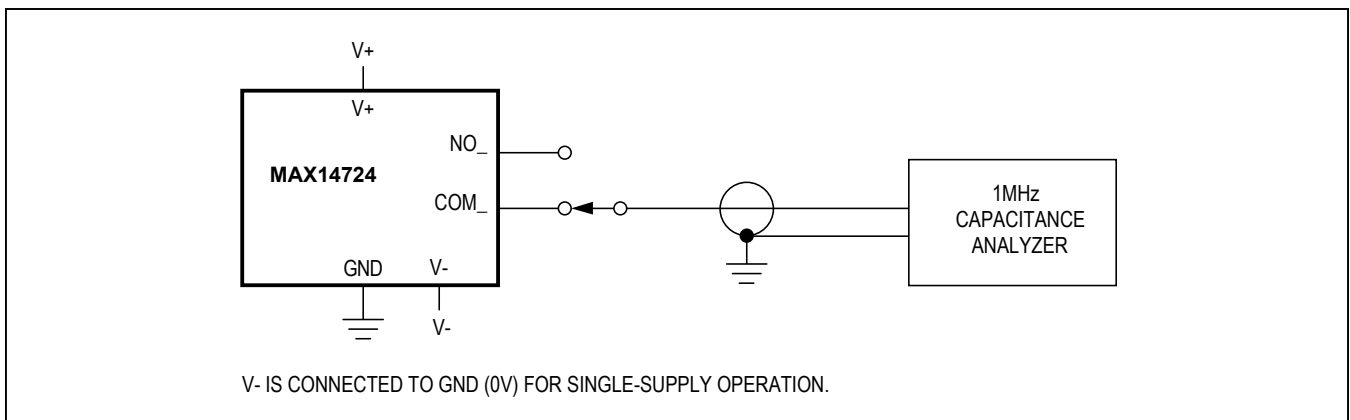 V+
V+
NO_
MAX14724
COM_
1MHz
CAPACITANCE
ANALYZER
GND V-
V-
V- IS CONNECTED TO GND (0V) FOR SINGLE-SUPPLY OPERATION.